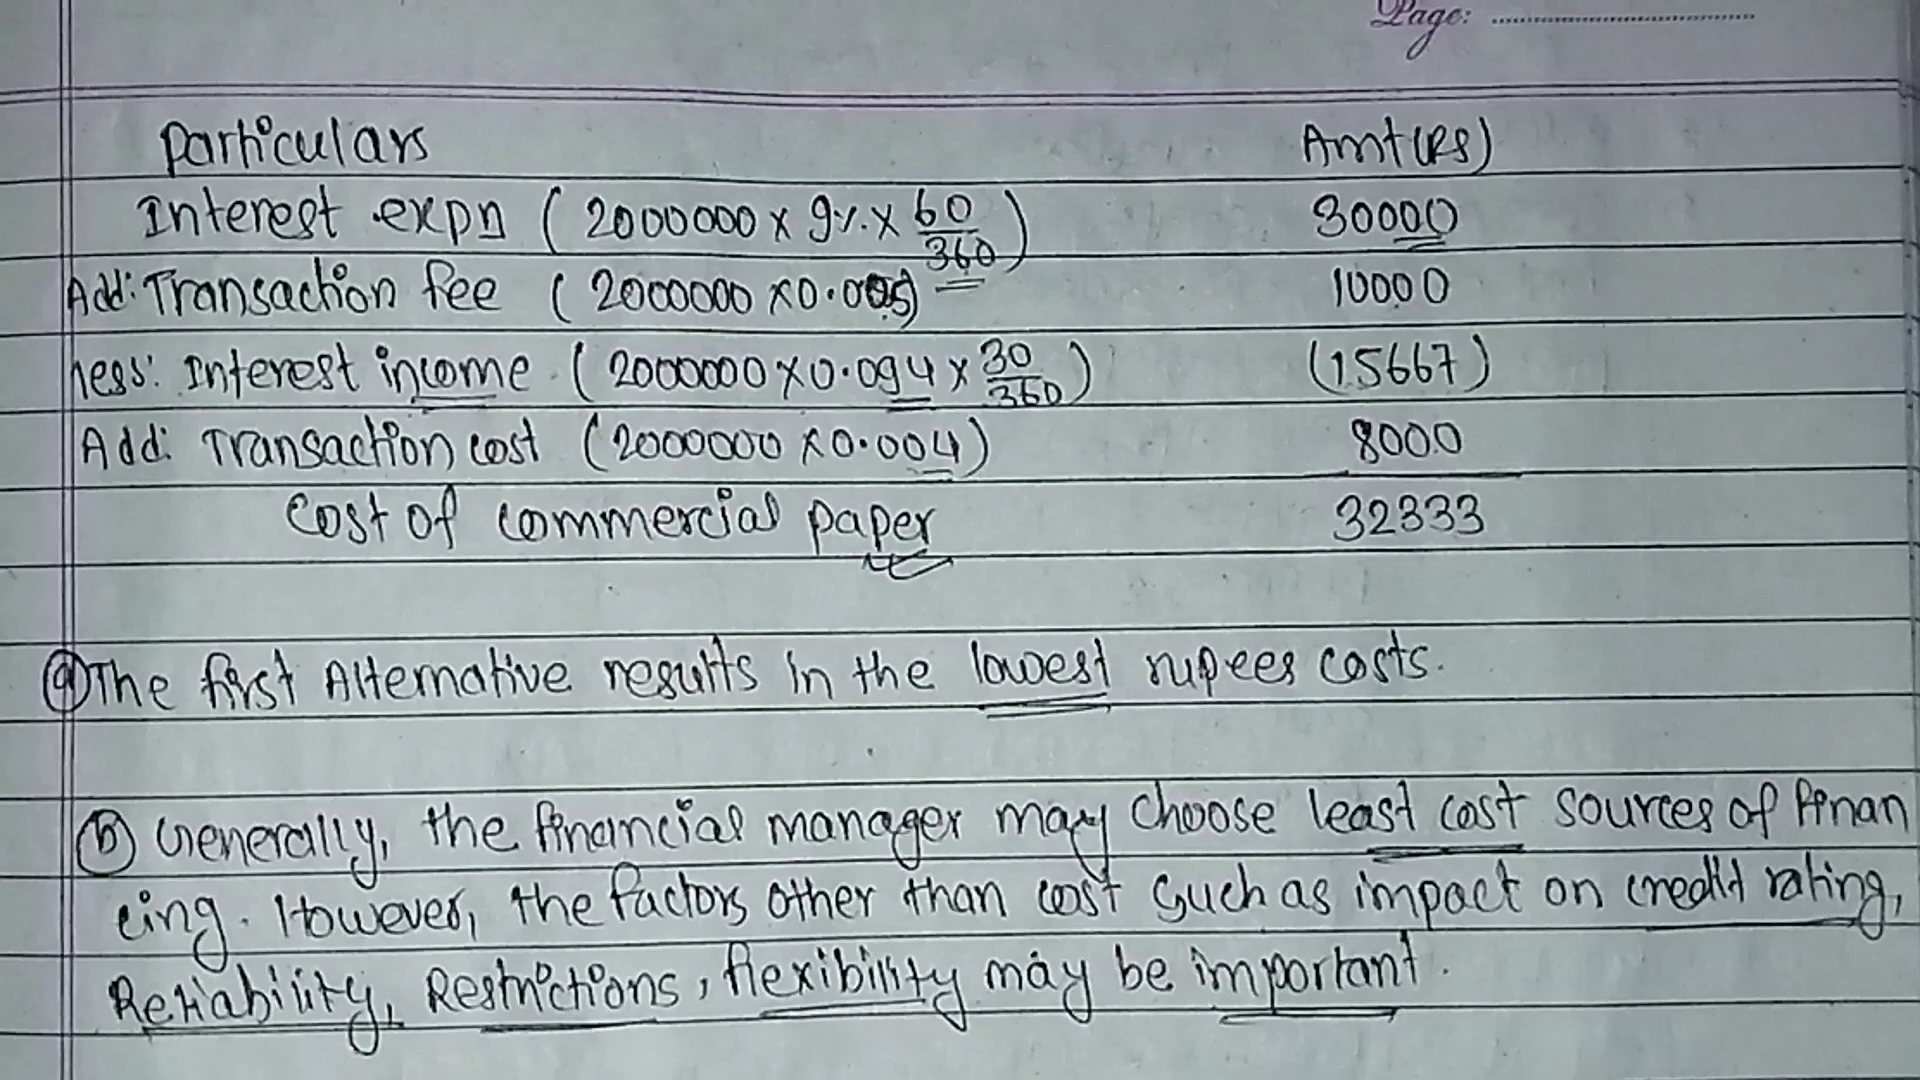 Page:
Particulars Amt(RS)
Interest expn (2000000 x 9% x 60/360) 30000
Add: Transaction fee (2000000 x 0.005) 10000
Less: Interest income (2000000 x 0.094 x 30/360) (15667)
Add: Transaction cost (2000000 x 0.004) 8000
Cost of commercial paper 32333
(a) The first Alternative results in the lowest rupees costs.
(b) Generally, the financial manager may choose least cost sources of finan
cing. However, the factors other than cost such as impact on credit rating,
Reliability, Restrictions, flexibility may be important.